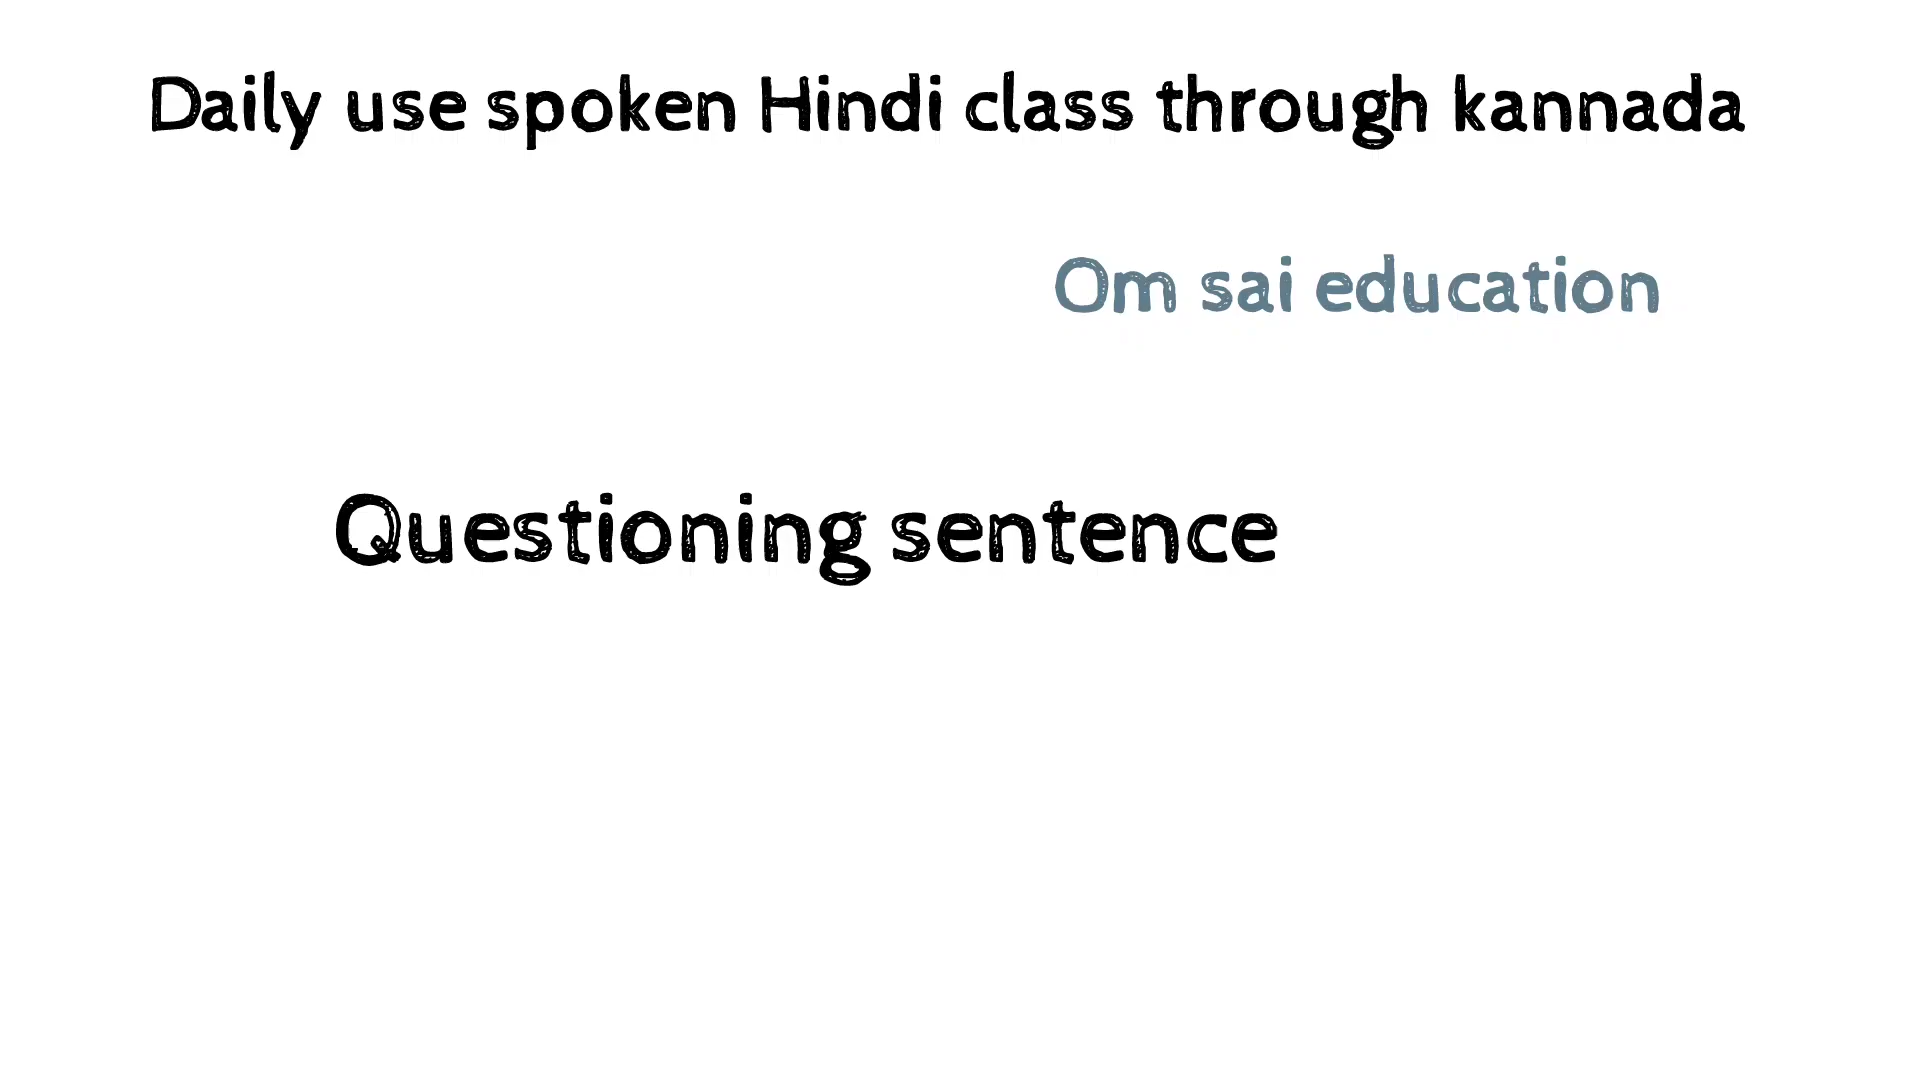 Daily use spoken Hindi class through kannada
Om sai education
Questioning sentence